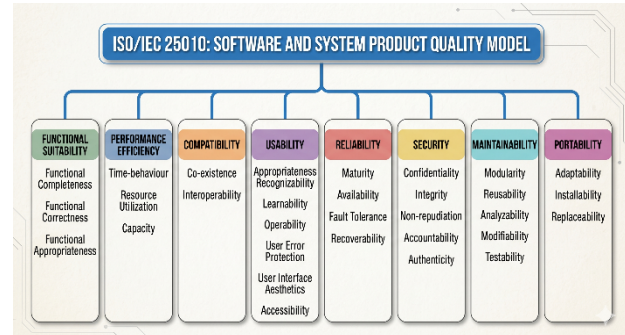 ISO/IEC 25010: SOFTWARE AND SYSTEM PRODUCT QUALITY MODEL
FUNCTIONAL
SUITABILITY
Functional
Completeness
Functional
Correctness
Functional
Appropriateness
PERFORMANCE
EFFICIENCY
Time-behaviour
Resource
Utilization
Capacity
COMPATIBILITY
Co-existence
Interoperability
USABILITY
Appropriateness
Recognizability
Learnability
Operability
User Error
Protection
User Interface
Aesthetics
Accessibility
RELIABILITY
Maturity
Availability
Fault Tolerance
Recoverability
SECURITY
Confidentiality
Integrity
Non-repudiation
Accountability
Authenticity
MAINTAINABILITY
Modularity
Reusability
Analyzability
Modifiability
Testability
PORTABILITY
Adaptability
Installability
Replaceability